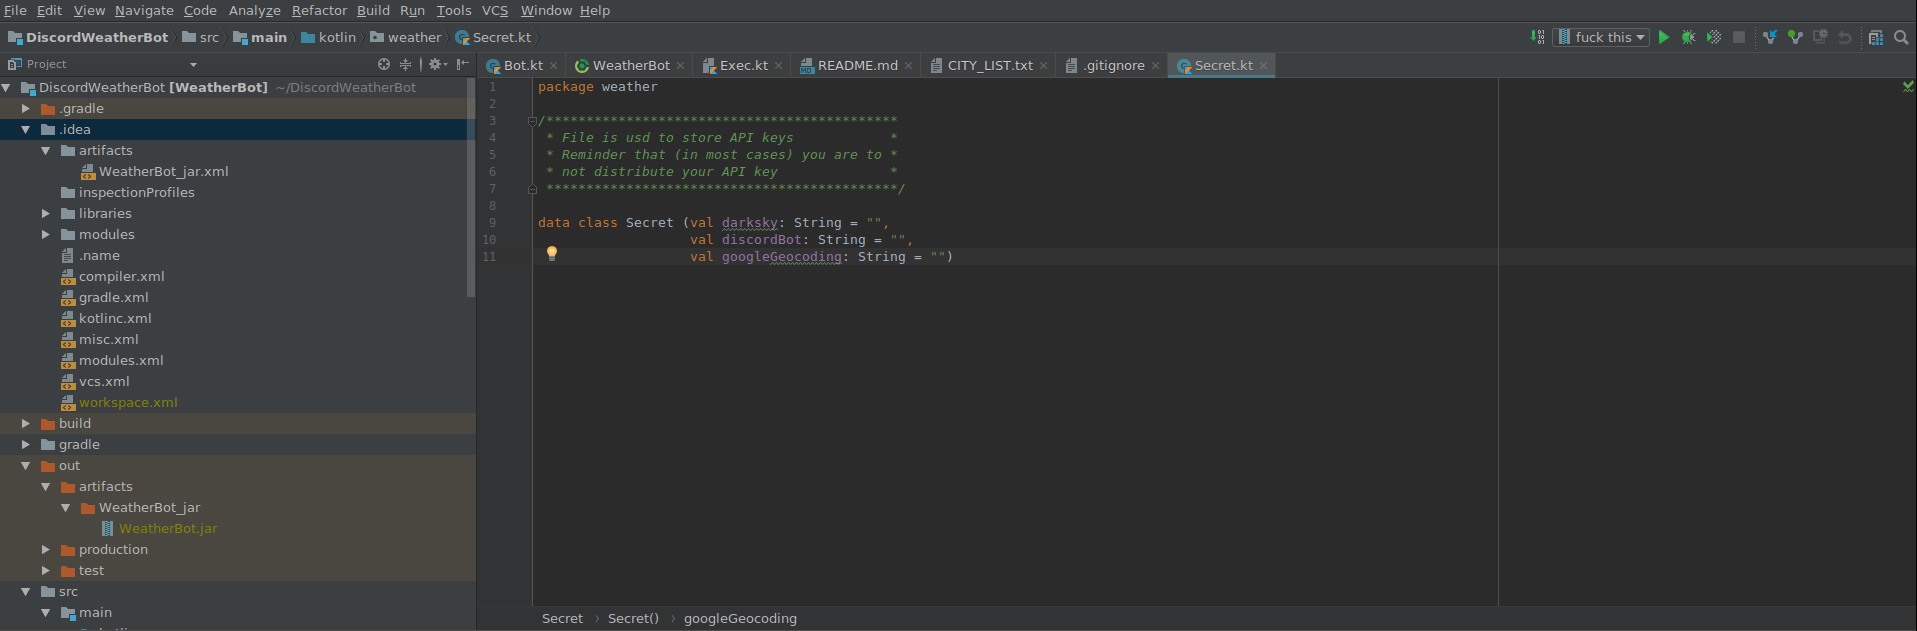 File Edit View Navigate Code Analyze Refactor Build Run Tools VCS Window Help
DiscordWeatherBot src main kotlin weather Secret.kt fuck this
Project
Bot.kt WeatherBot Exec.kt README.md CITY_LIST.txt .gitignore Secret.kt
DiscordWeatherBot [WeatherBot] ~/DiscordWeatherBot
.gradle
.idea
artifacts
WeatherBot_jar.xml
inspectionProfiles
libraries
modules
.name
compiler.xml
gradle.xml
kotlinc.xml
misc.xml
modules.xml
vcs.xml
workspace.xml
build
gradle
out
artifacts
WeatherBot_jar
WeatherBot.jar
production
test
src
main
1 package weather
2
3 /********************************************
4 * File is usd to store API keys *
5 * Reminder that (in most cases) you are to *
6 * not distribute your API key *
7 ********************************************/
8
9 data class Secret (val darksky: String = "",
10 val discordBot: String = "",
11 val googleGeocoding: String = "")
Secret Secret() googleGeocoding